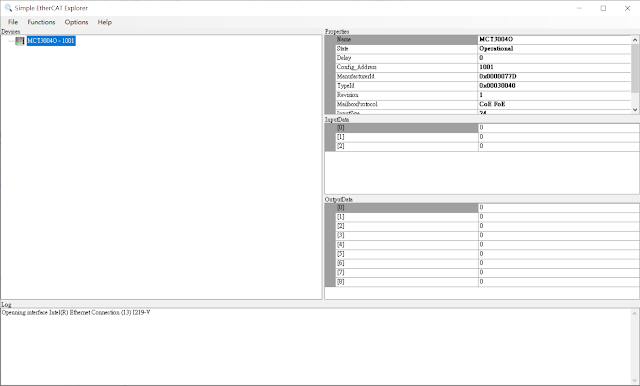 Simple EtherCAT Explorer
File Functions Options Help
Devices
MCT3004O - 1001
Properties
Name MCT3004O
State Operational
Delay 0
Config_Address 1001
ManufacturerId 0x0000077D
TypeId 0x00030040
Revision 1
MailboxProtocol CoE FoE
InputSize 24
InputData
[0] 0
[1] 0
[2] 0
OutputData
[0] 0
[1] 0
[2] 0
[3] 0
[4] 0
[5] 0
[6] 0
[7] 0
[8] 0
Log
Openning interface Intel(R) Ethernet Connection (13) I219-V